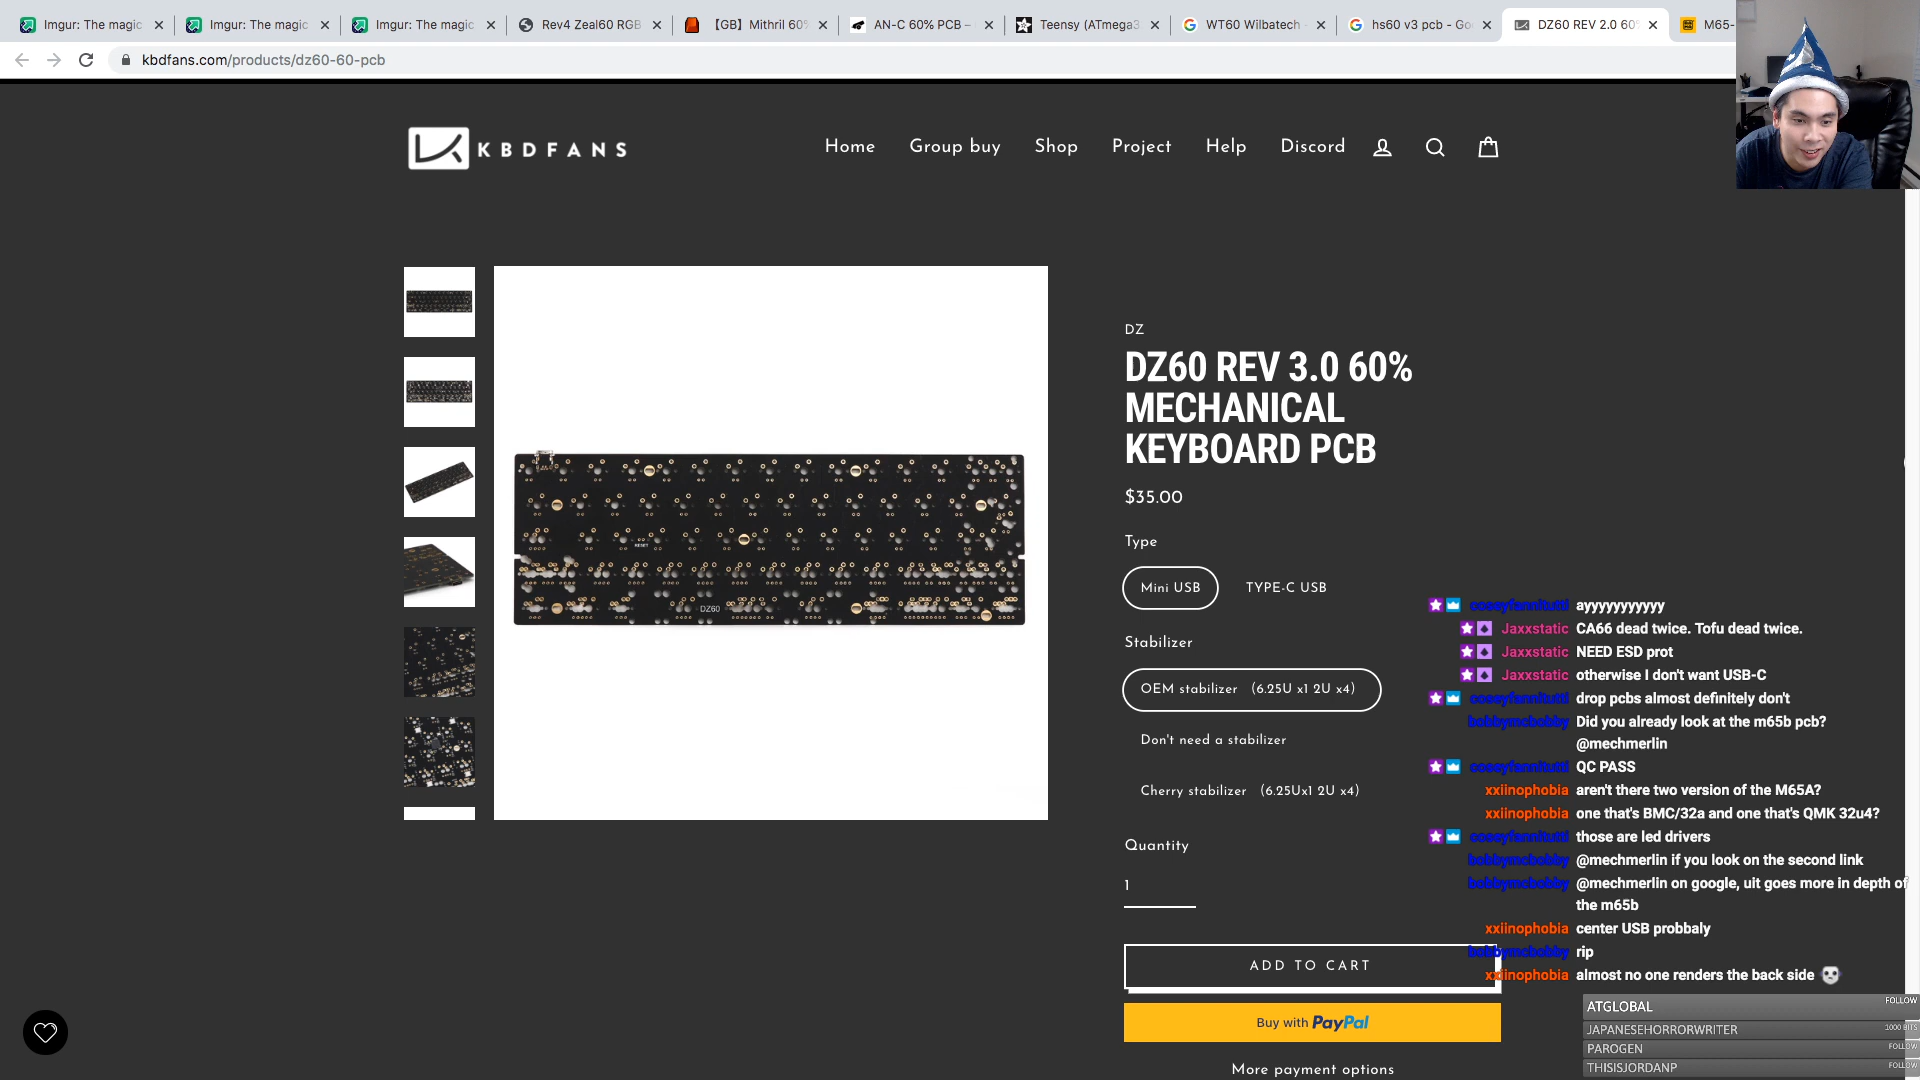 Imgur: The magic
Imgur: The magic
Imgur: The magic
Rev4 Zeal60 RGB
【GB】Mithril 60%
AN-C 60% PCB –
Teensy (ATmega3
WT60 Wilbatech -
hs60 v3 pcb - Go
DZ60 REV 2.0 60
M65-
kbdfans.com/products/dz60-60-pcb
KBDFANS
Home
Group buy
Shop
Project
Help
Discord
DZ
DZ60 REV 3.0 60%
MECHANICAL
KEYBOARD PCB
$35.00
Type
Mini USB
TYPE-C USB
Stabilizer
OEM stabilizer （6.25U x1 2U x4）
Don't need a stabilizer
Cherry stabilizer （6.25Ux1 2U x4）
Quantity
1
ADD TO CART
Buy with PayPal
More payment options
RESET
DZ60
ayyyyyyyyyyy
Jaxxstatic CA66 dead twice. Tofu dead twice.
Jaxxstatic NEED ESD prot
Jaxxstatic otherwise I don't want USB-C
drop pcbs almost definitely don't
bobbymcbobby Did you already look at the m65b pcb?
@mechmerlin
QC PASS
xxiinophobia aren't there two version of the M65A?
xxiinophobia one that's BMC/32a and one that's QMK 32u4?
those are led drivers
bobbymcbobby @mechmerlin if you look on the second link
bobbymcbobby @mechmerlin on google, uit goes more in depth of
the m65b
xxiinophobia center USB probbaly
bobbymcbobby rip
xxiinophobia almost no one renders the back side
ATGLOBAL FOLLOW
JAPANESEHORRORWRITER 1000 BITS
PAROGEN FOLLOW
THISISJORDANP FOLLOW